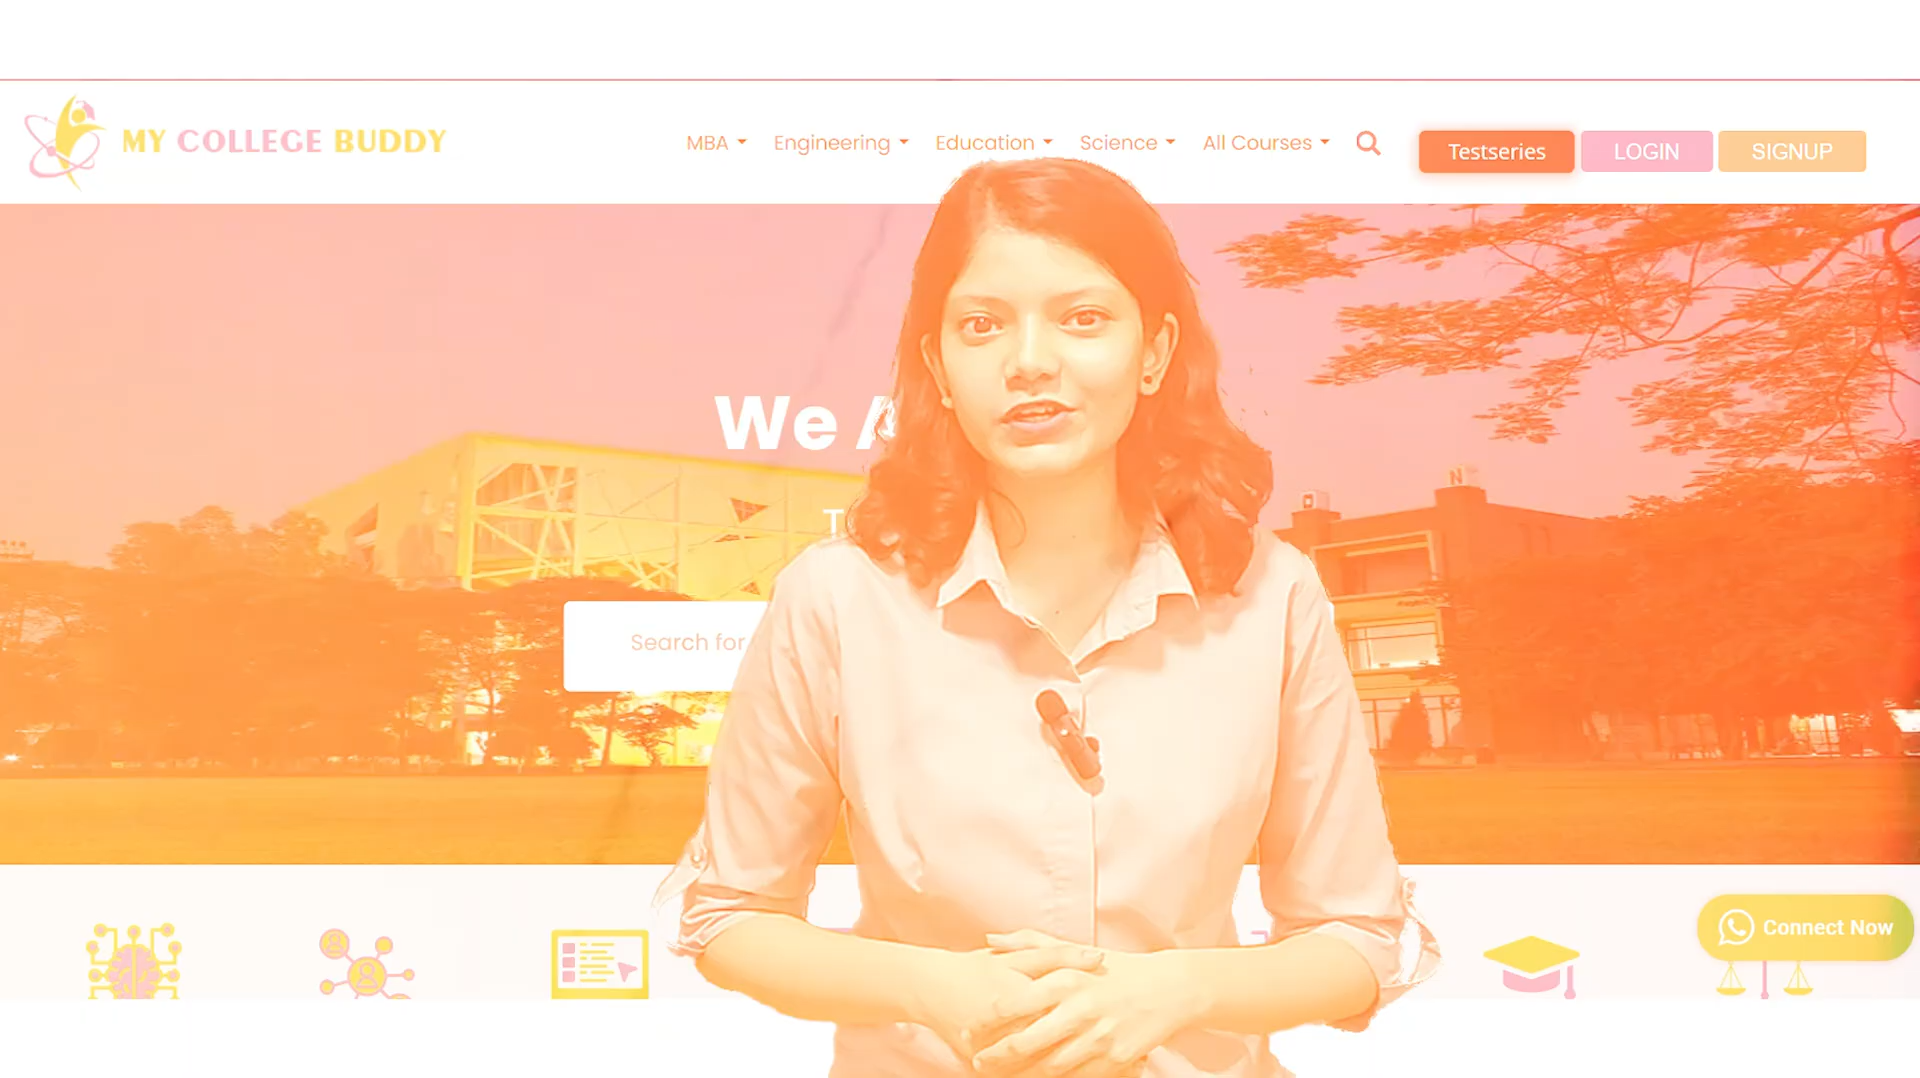 MY COLLEGE BUDDY
MBA Engineering Education Science All Courses Testseries LOGIN SIGNUP
We
Search for
Connect Now